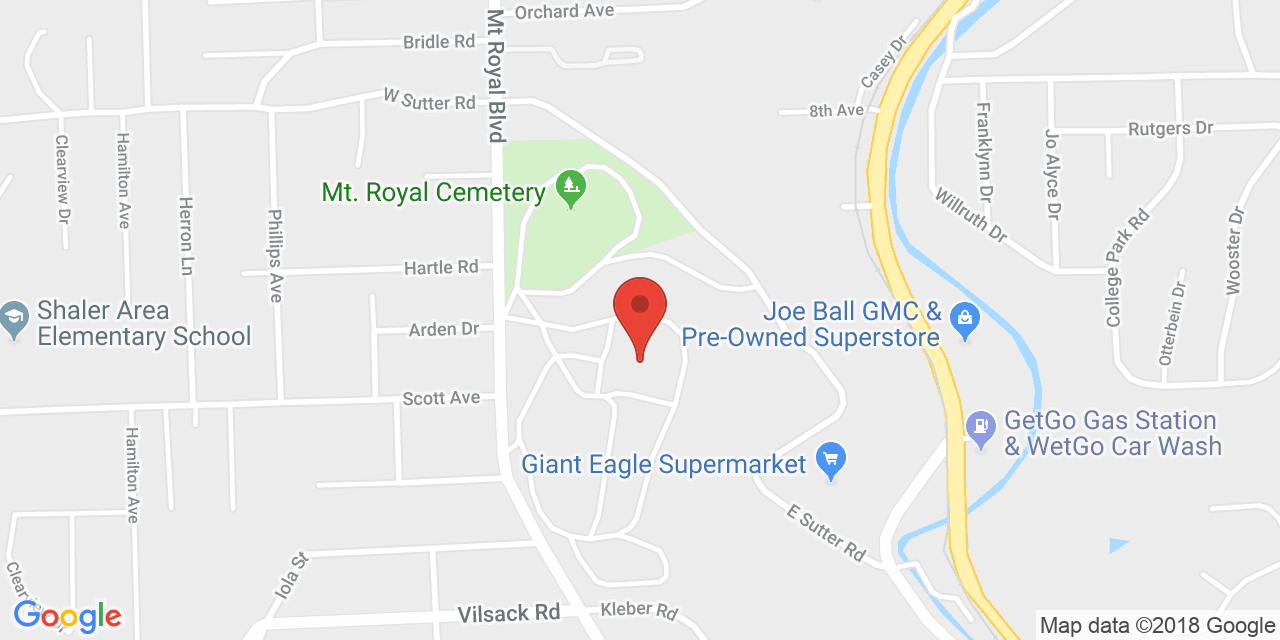 Orchard Ave
Bridle Rd
Mt Royal Blvd
W Sutter Rd
Casey Dr
8th Ave
Franklynn Dr
Jo Alyce Dr
Rutgers Dr
Clearview Dr
Hamilton Ave
Herron Ln
Phillips Ave
Mt. Royal Cemetery
Willruth Dr
College Park Rd
Wooster Dr
Otterbein Dr
Hartle Rd
Shaler Area
Elementary School
Arden Dr
Joe Ball GMC &
Pre-Owned Superstore
Scott Ave
Hamilton Ave
Giant Eagle Supermarket
GetGo Gas Station
& WetGo Car Wash
E Sutter Rd
Iola St
Clearview Dr
Vilsack Rd
Kleber Rd
Google
Map data ©2018 Google